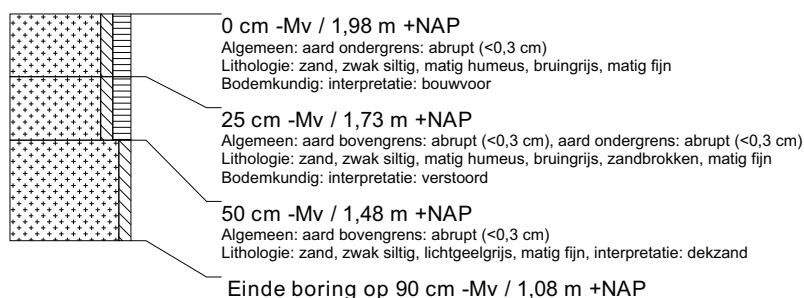 0 cm -Mv / 1,98 m +NAP
Algemeen: aard ondergrens: abrupt (<0,3 cm)
Lithologie: zand, zwak siltig, matig humeus, bruingrijs, matig fijn
Bodemkundig: interpretatie: bouwvoor
25 cm -Mv / 1,73 m +NAP
Algemeen: aard bovengrens: abrupt (<0,3 cm), aard ondergrens: abrupt (<0,3 cm)
Lithologie: zand, zwak siltig, matig humeus, bruingrijs, zandbrokken, matig fijn
Bodemkundig: interpretatie: verstoord
50 cm -Mv / 1,48 m +NAP
Algemeen: aard bovengrens: abrupt (<0,3 cm)
Lithologie: zand, zwak siltig, lichtgeelgrijs, matig fijn, interpretatie: dekzand
Einde boring op 90 cm -Mv / 1,08 m +NAP